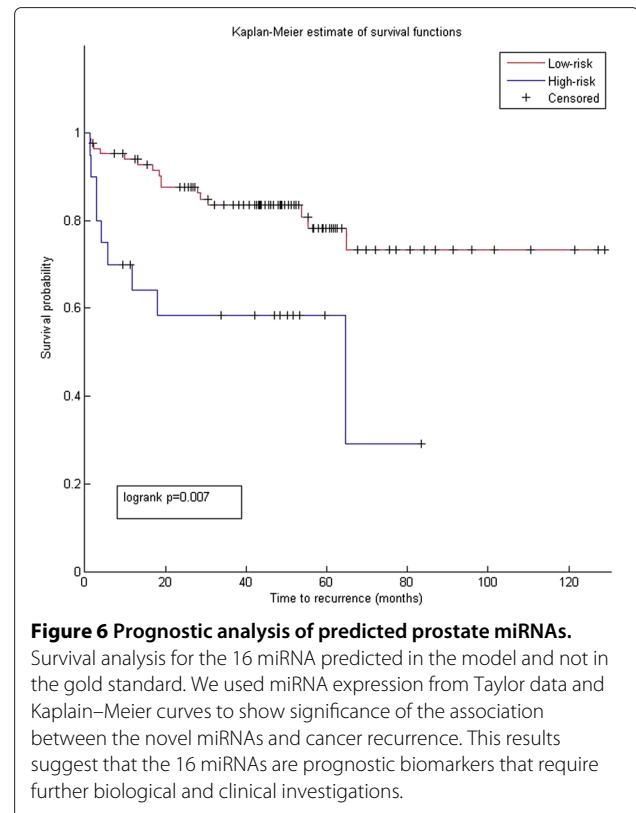 Kaplan-Meier estimate of survival functions
Low-risk
High-risk
Censored
1
0.8
0.6
0.4
0.2
0
Survival probability
logrank p=0.007
0
20
40
60
80
100
120
Time to recurrence (months)
Figure 6 Prognostic analysis of predicted prostate miRNAs.
Survival analysis for the 16 miRNA predicted in the model and not in
the gold standard. We used miRNA expression from Taylor data and
Kaplain–Meier curves to show significance of the association
between the novel miRNAs and cancer recurrence. This results
suggest that the 16 miRNAs are prognostic biomarkers that require
further biological and clinical investigations.